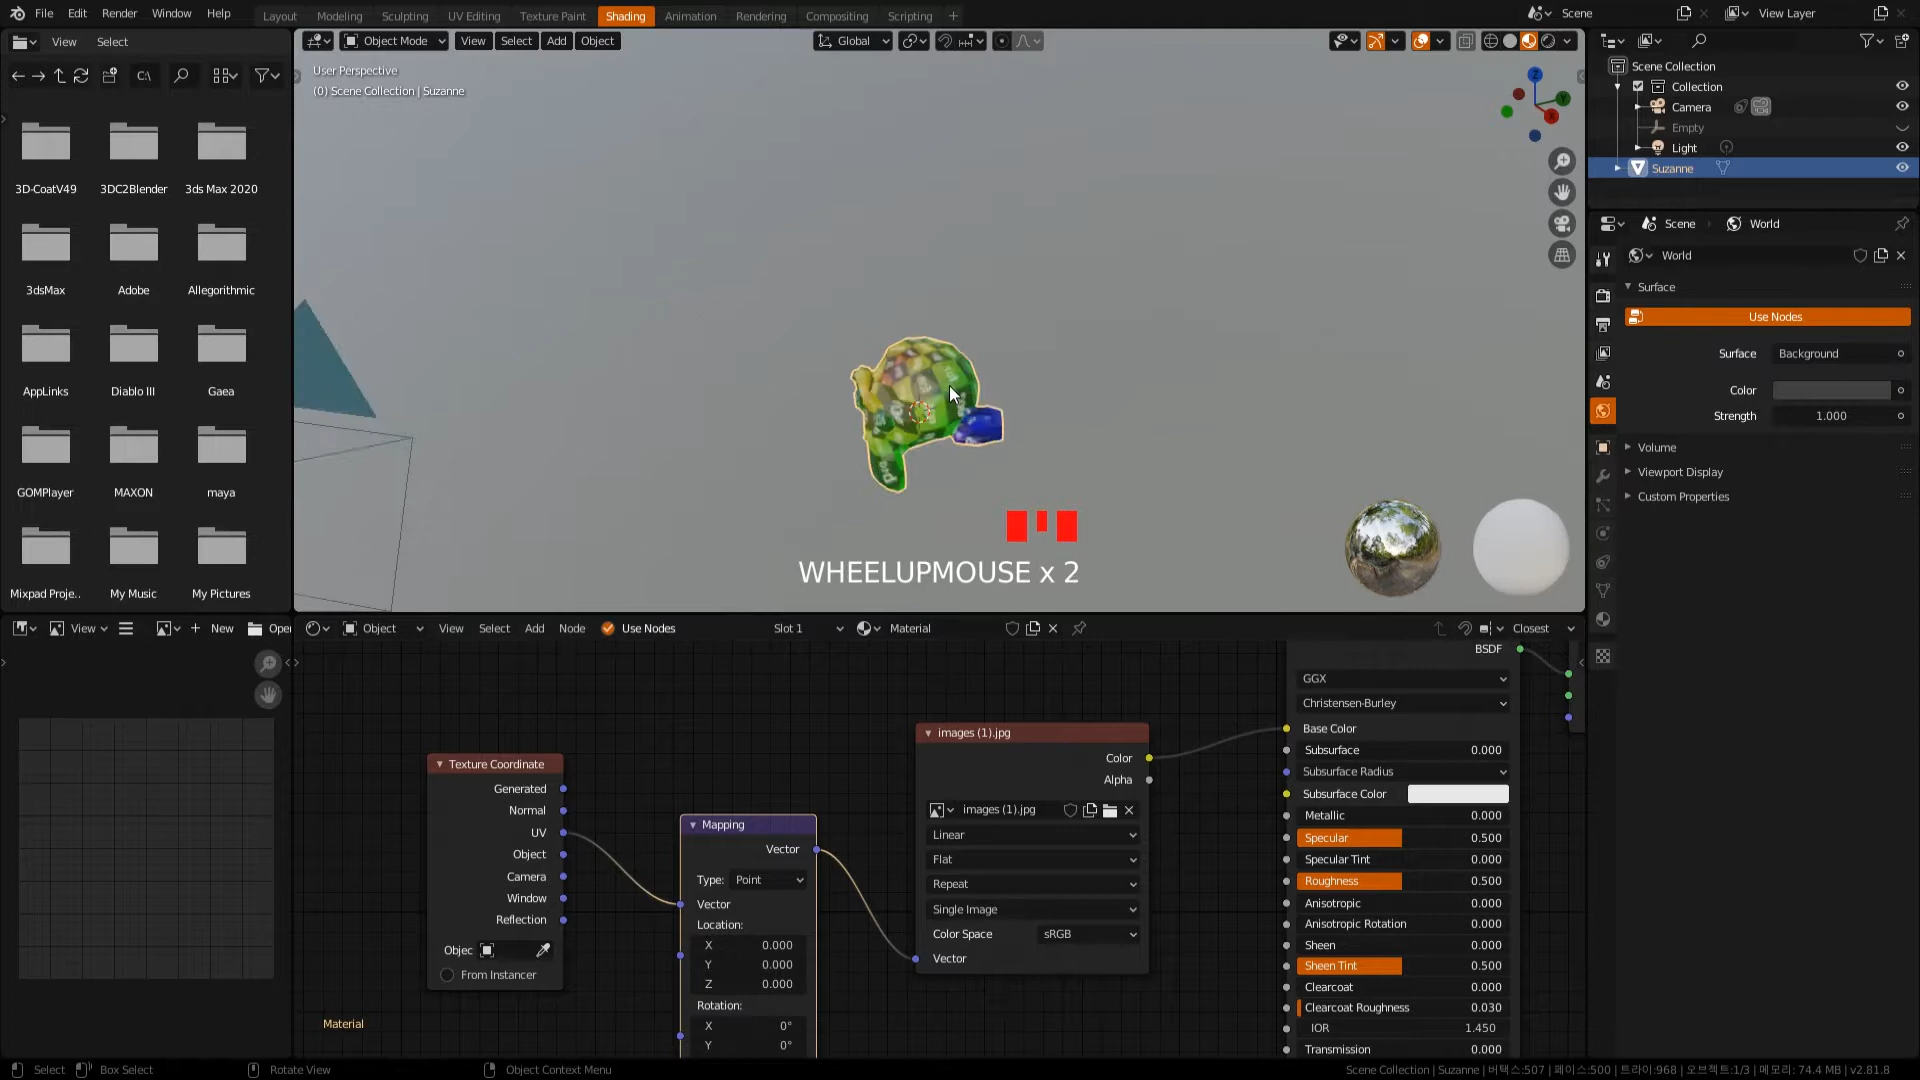 File Edit Render Window Help Layout Modeling Sculpting UV Editing Texture Paint Shading Animation Rendering Compositing Scripting + Scene View Layer
View Select
Object Mode View Select Add Object Global
User Perspective
(0) Scene Collection | Suzanne
C:\
3D-CoatV49 3DC2Blender 3ds Max 2020
3dsMax Adobe Allegorithmic
AppLinks Diablo III Gaea
GOMPlayer MAXON maya
Mixpad Proje.. My Music My Pictures
WHEELUPMOUSE x 2
Scene Collection
Collection
Camera
Empty
Light
Suzanne
Scene World
World
Surface
Use Nodes
Surface Background
Color
Strength 1.000
Volume
Viewport Display
Custom Properties
View New Open
Object View Select Add Node Use Nodes Slot 1 Material Closest
Texture Coordinate
Generated
Normal
UV
Object
Camera
Window
Reflection
Objec
From Instancer
Mapping
Vector
Type: Point
Vector
Location:
X 0.000
Y 0.000
Z 0.000
Rotation:
X 0°
Y 0°
images (1).jpg
Color
Alpha
images (1).jpg
Linear
Flat
Repeat
Single Image
Color Space sRGB
Vector
BSDF
GGX
Christensen-Burley
Base Color
Subsurface 0.000
Subsurface Radius
Subsurface Color
Metallic 0.000
Specular 0.500
Specular Tint 0.000
Roughness 0.500
Anisotropic 0.000
Anisotropic Rotation 0.000
Sheen 0.000
Sheen Tint 0.500
Clearcoat 0.000
Clearcoat Roughness 0.030
IOR 1.450
Transmission 0.000
Material
Select Box Select Rotate View Object Context Menu
Scene Collection | Suzanne | 버텍스:507 | 페이스:500 | 트라이:968 | 오브젝트:1/3 | 메모리: 74.4 MB | v2.81.8